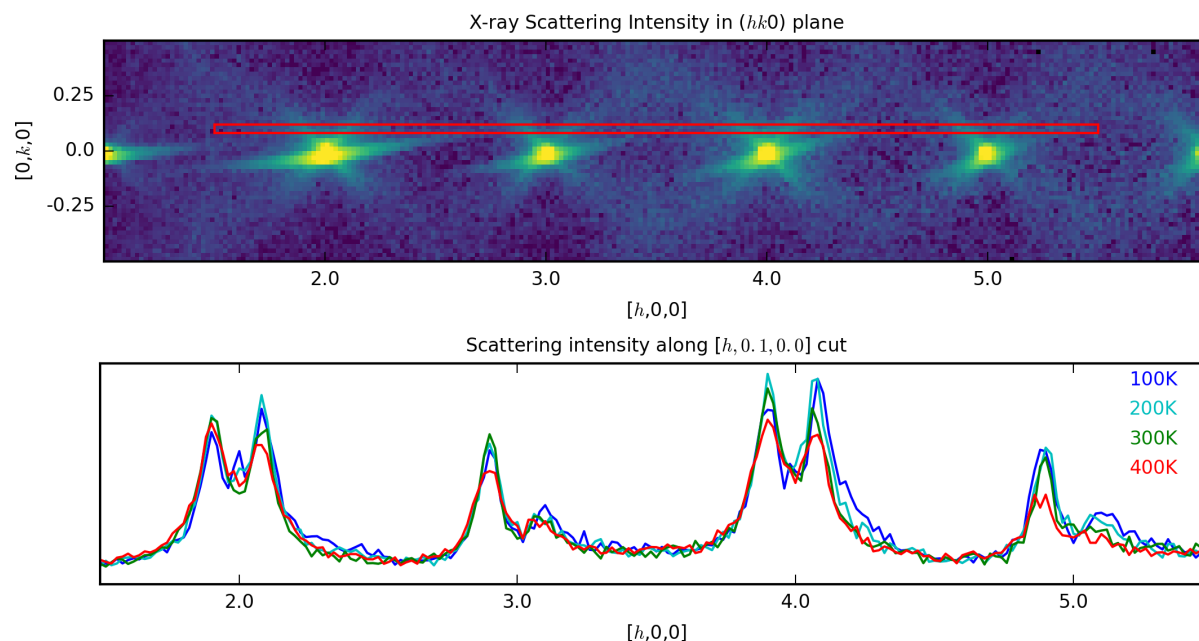 X-ray Scattering Intensity in (hk0) plane
0.25
0.0
-0.25
[0,k,0]
2.0 3.0 4.0 5.0
[h,0,0]
Scattering intensity along [h,0.1,0.0] cut
100K
200K
300K
400K
2.0 3.0 4.0 5.0
[h,0,0]